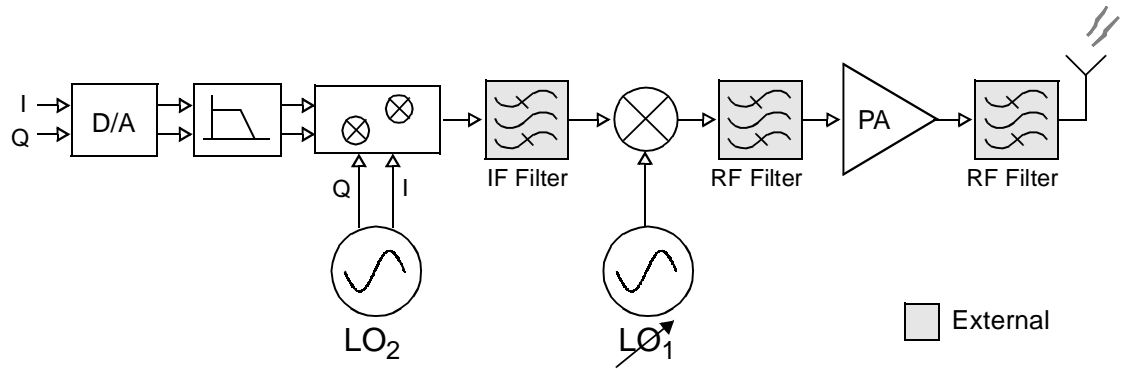 I
Q
D/A
PA
IF Filter
RF Filter
RF Filter
Q
I
LO2
LO1
External